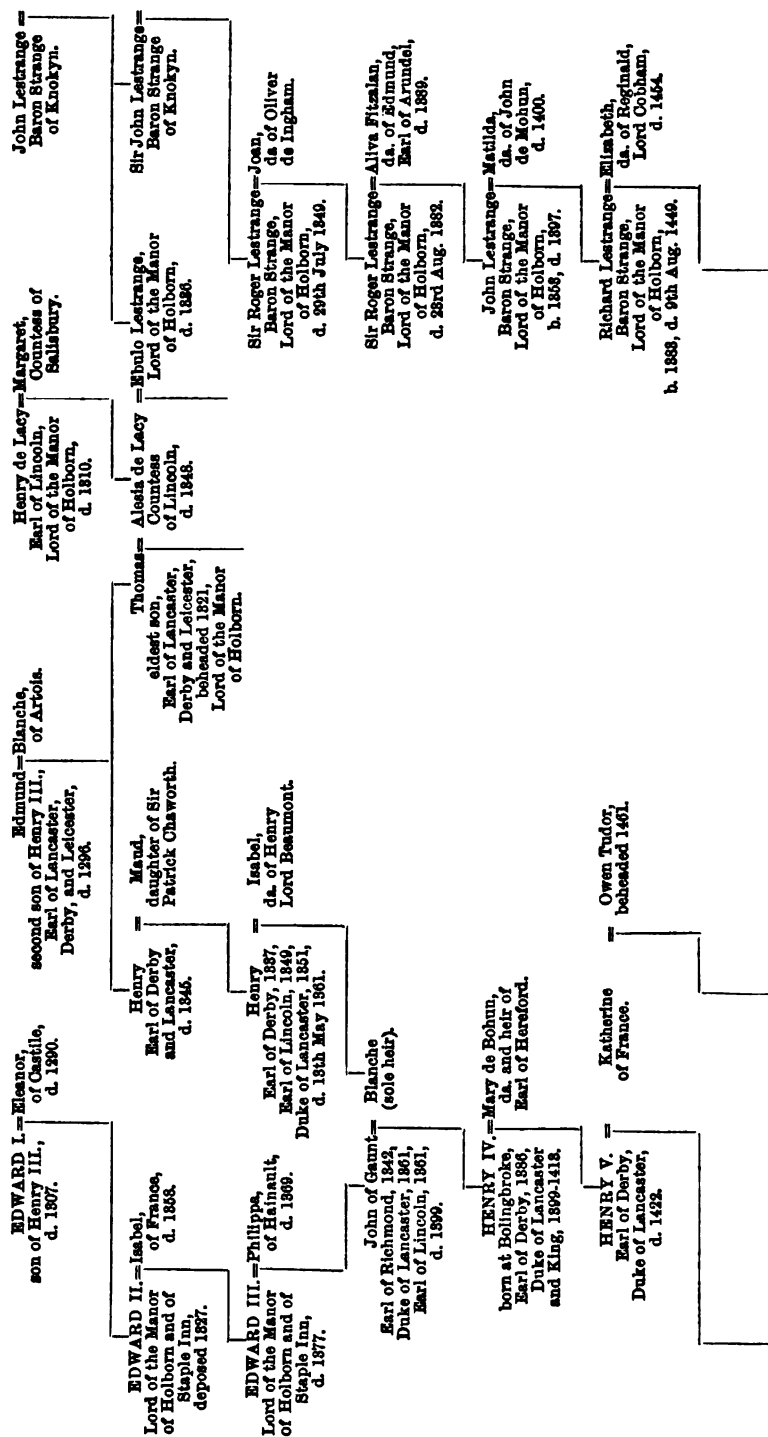 EDWARD I.=Eleanor,
son of Henry III., of Castile,
d. 1307. d. 1290.
Edmund=Blanche,
second son of Henry III., of Artois.
Earl of Lancaster,
Derby, and Leicester,
d. 1296.
Henry de Lacy=Margaret,
Earl of Lincoln, Countess of
Lord of the Manor Salisbury.
of Holborn,
d. 1310.
John Lestrange =
Baron Strange
of Knokyn.
EDWARD II.=Isabel,
Lord of the Manor of France,
of Holborn and of d. 1358.
Staple Inn,
deposed 1327.
Henry = Maud,
Earl of Derby daughter of Sir
and Lancaster, Patrick Chaworth.
d. 1345.
Thomas=
eldest son,
Earl of Lancaster,
Derby and Leicester,
beheaded 1321,
Lord of the Manor
of Holborn.
Alesia de Lacy
Countess
of Lincoln,
d. 1348.
=Ebulo Lestrange,
Lord of the Manor
of Holborn,
d. 1336.
Sir John Lestrange=
Baron Strange
of Knokyn.
EDWARD III.=Philippa,
Lord of the Manor of Hainault,
of Holborn and of d. 1369.
Staple Inn,
d. 1377.
Henry = Isabel,
Earl of Derby, 1337, da. of Henry
Earl of Lincoln, 1349, Lord Beaumont.
Duke of Lancaster, 1351,
d. 13th May 1361.
Sir Roger Lestrange=Joan,
Baron Strange, da of Oliver
Lord of the Manor de Ingham.
of Holborn,
d. 29th July 1349.
John of Gaunt= Blanche
Earl of Richmond, 1342, (sole heir).
Duke of Lancaster, 1361,
Earl of Lincoln, 1361,
d. 1399.
Sir Roger Lestrange=Aliva Fitzalan,
Baron Strange, da. of Edmund,
Lord of the Manor Earl of Arundel,
of Holborn, d. 1389.
d. 23rd Aug. 1382.
HENRY IV.=Mary de Bohun,
born at Bolingbroke, da. and heir of
Earl of Derby, 1386, Earl of Hereford.
Duke of Lancaster
and King, 1399-1413.
John Lestrange=Matilda,
Baron Strange, da. of John
Lord of the Manor de Mohun,
of Holborn, d. 1400.
b. 1353, d. 1397.
HENRY V. = Katherine = Owen Tudor,
Earl of Derby, of France. beheaded 1461.
Duke of Lancaster,
d. 1422.
Richard Lestrange=Elizabeth,
Baron Strange, da. of Reginald,
Lord of the Manor Lord Cobham,
of Holborn, d. 1454.
b. 1383, d. 9th Aug. 1449.